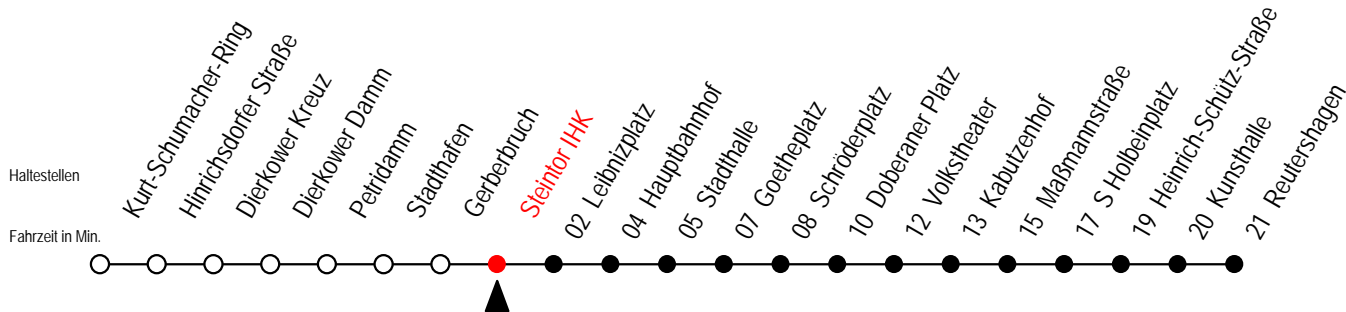 Haltestellen
Fahrzeit in Min.
Kurt-Schumacher-Ring
Hinrichsdorfer Straße
Dierkower Kreuz
Dierkower Damm
Petridamm
Stadthafen
Gerberbruch
Steintor IHK
02 Leibnizplatz
04 Hauptbahnhof
05 Stadthalle
07 Goetheplatz
08 Schröderplatz
10 Doberaner Platz
12 Volkstheater
13 Kabutzenhof
15 Maßmannstraße
17 S Holbeinplatz
19 Heinrich-Schütz-Straße
20 Kunsthalle
21 Reutershagen